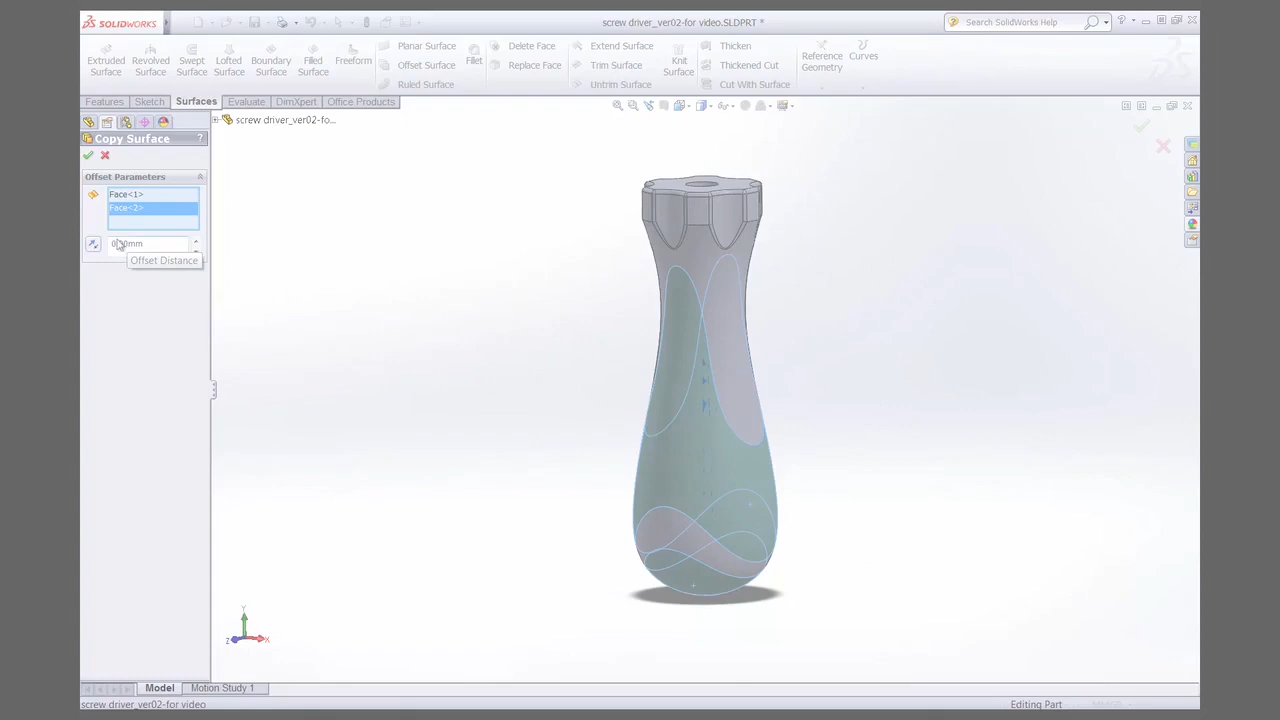 SOLIDWORKS
screw driver_ver02-for video.SLDPRT *
Search SolidWorks Help
Extruded Surface
Revolved Surface
Swept Surface
Lofted Surface
Boundary Surface
Filled Surface
Freeform
Planar Surface
Offset Surface
Ruled Surface
Fillet
Delete Face
Replace Face
Extend Surface
Trim Surface
Untrim Surface
Knit Surface
Thicken
Thickened Cut
Cut With Surface
Reference Geometry
Curves
Features
Sketch
Surfaces
Evaluate
DimXpert
Office Products
screw driver_ver02-fo...
Copy Surface
?
Offset Parameters
Face<1>
Face<2>
Offset Distance
Y
Z
X
Model
Motion Study 1
screw driver_ver02-for video
Editing Part